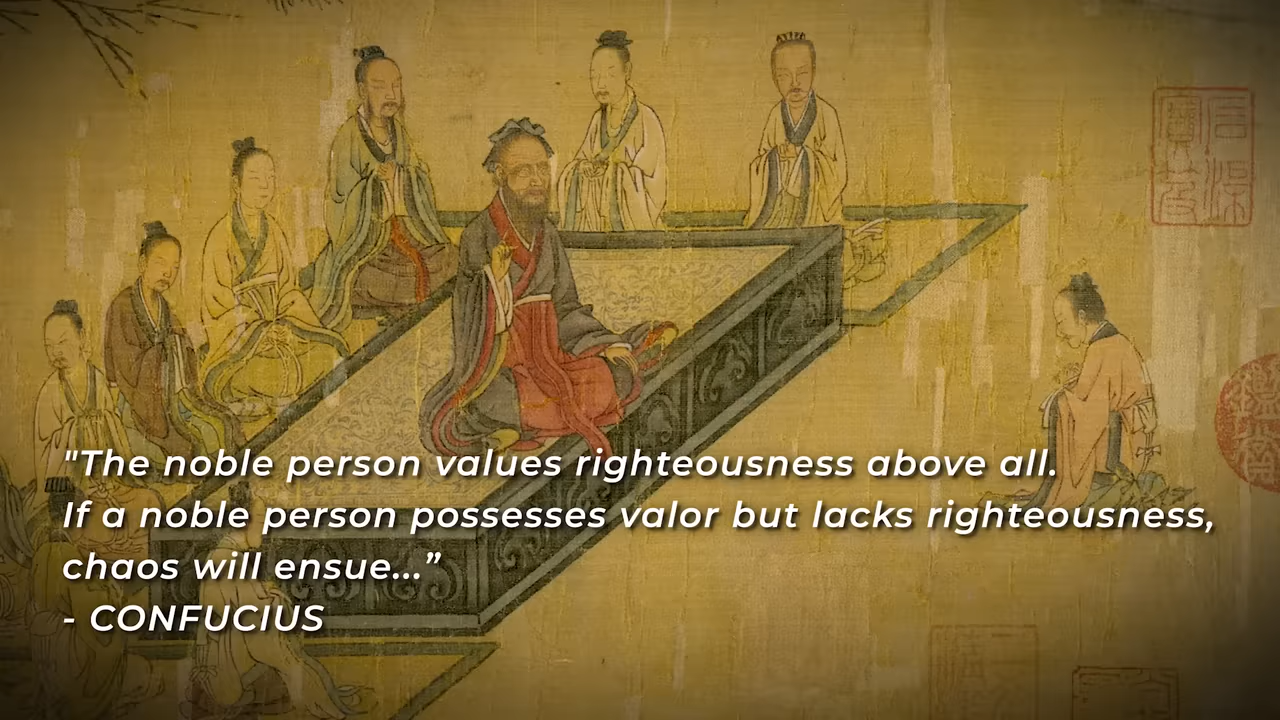 "The noble person values righteousness above all.
If a noble person possesses valor but lacks righteousness,
chaos will ensue...”
- CONFUCIUS